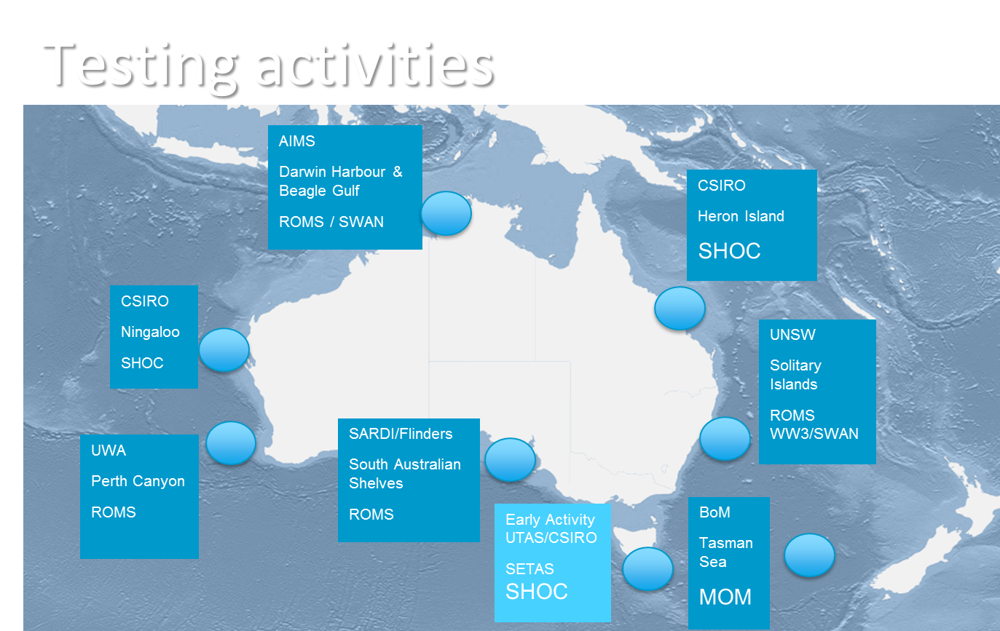 Testing activities
AIMS
Darwin Harbour &
Beagle Gulf
ROMS / SWAN
CSIRO
Heron Island
SHOC
CSIRO
Ningaloo
SHOC
UNSW
Solitary
Islands
ROMS
WW3/SWAN
UWA
Perth Canyon
ROMS
SARDI/Flinders
South Australian
Shelves
ROMS
Early Activity
UTAS/CSIRO
SETAS
SHOC
BoM
Tasman
Sea
MOM